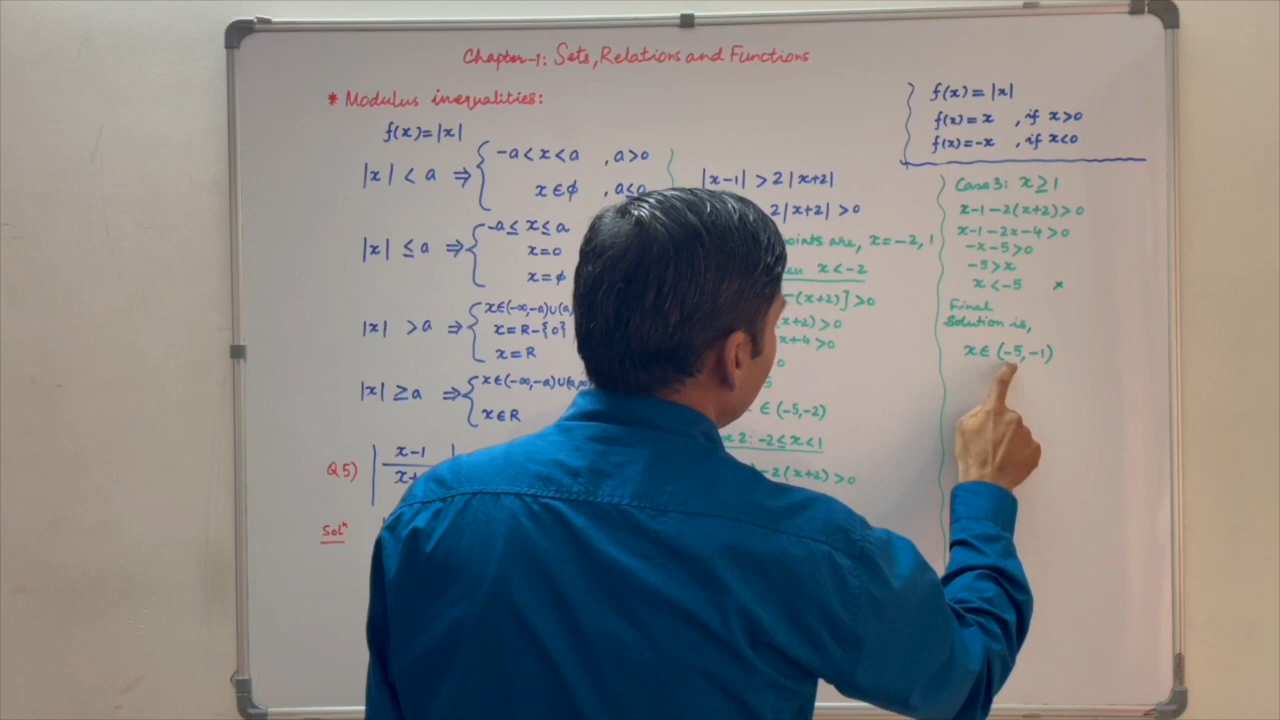 Chapter-1: Sets, Relations and Functions
* Modulus inequalities:
f(x)=|x|
|x| < a ⇒ { -a<x<a , a>0
x∈ϕ , a≤0
|x| ≤ a ⇒ { -a≤x≤a
x=0
x=ϕ
|x| >a ⇒ { x∈(-∞,-a)∪(a,
x=R-{0}
x=R
|x| ≥a ⇒ { x∈(-∞,-a)∪(a,∞)
x∈R
Q5) | x-1
Solⁿ
|x-1| > 2|x+2|
2|x+2| >0
points are, x=-2, 1
x<-2
-(x+2)] >0
(x+2) >0
x+4 >0
0
5
∈ (-5,-2)
2: -2≤x<1
-2(x+2)>0
f(x) = |x|
f(x)= x , if x>0
f(x)=-x , if x<0
Case 3: x≥1
x-1-2(x+2)>0
x-1-2x-4>0
-x-5>0
-5>x
x<-5 ×
Final
Solution is,
x∈ (-5,-1)